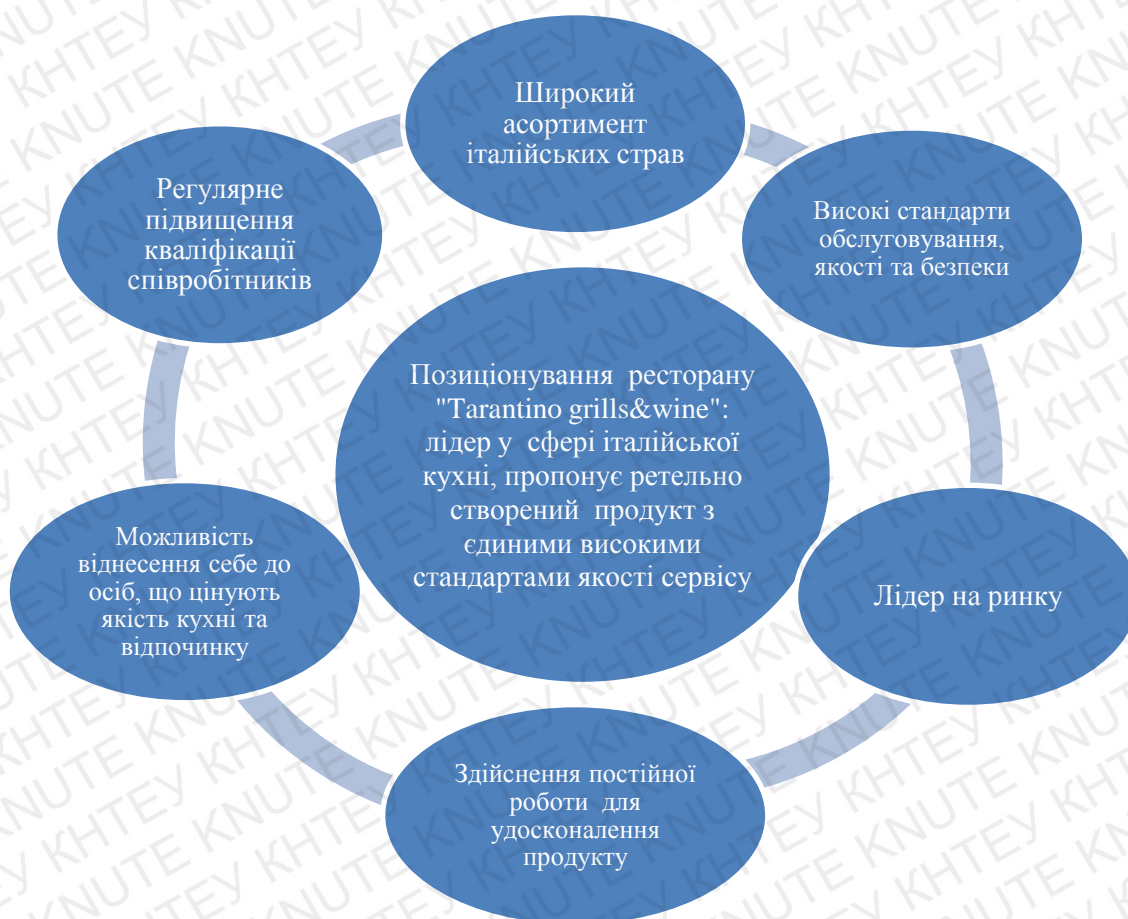 Широкий
асортимент
італійських страв
Високі стандарти
обслуговування,
якості та безпеки
Лідер на ринку
Здійснення постійної
роботи для
удосконалення
продукту
Можливість
віднесення себе до
осіб, що цінують
якість кухні та
відпочинку
Регулярне
підвищення
кваліфікації
співробітників
Позиціонування ресторану
"Tarantino grills&wine":
лідер у сфері італійської
кухні, пропонує ретельно
створений продукт з
єдиними високими
стандартами якості сервісу
KNUTE КНТЕУ